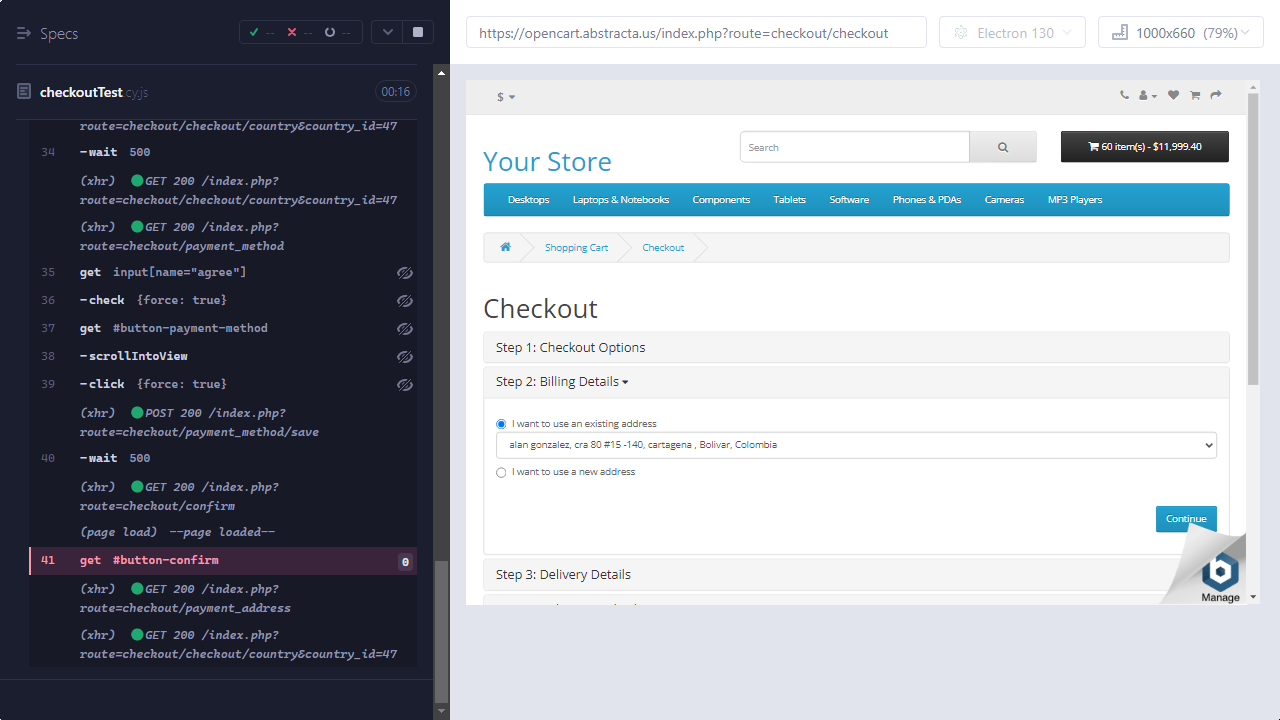 Specs
--
--
--
checkoutTest.cy.js
00:16
route=checkout/checkout/country&country_id=47
34 -wait 500
(xhr) GET 200 /index.php?
route=checkout/checkout/country&country_id=47
(xhr) GET 200 /index.php?
route=checkout/payment_method
35 get input[name="agree"]
36 -check {force: true}
37 get #button-payment-method
38 -scrollIntoView
39 -click {force: true}
(xhr) POST 200 /index.php?
route=checkout/payment_method/save
40 -wait 500
(xhr) GET 200 /index.php?
route=checkout/confirm
(page load) --page loaded--
41 get #button-confirm 0
(xhr) GET 200 /index.php?
route=checkout/payment_address
(xhr) GET 200 /index.php?
route=checkout/checkout/country&country_id=47
https://opencart.abstracta.us/index.php?route=checkout/checkout
Electron 130
1000x660 (79%)
$
Your Store
Search
60 item(s) - $11,999.40
Desktops Laptops & Notebooks Components Tablets Software Phones & PDAs Cameras MP3 Players
Shopping Cart Checkout
Checkout
Step 1: Checkout Options
Step 2: Billing Details
I want to use an existing address
alan gonzalez, cra 80 #15 -140, cartagena , Bolivar, Colombia
I want to use a new address
Continue
Step 3: Delivery Details
Manage